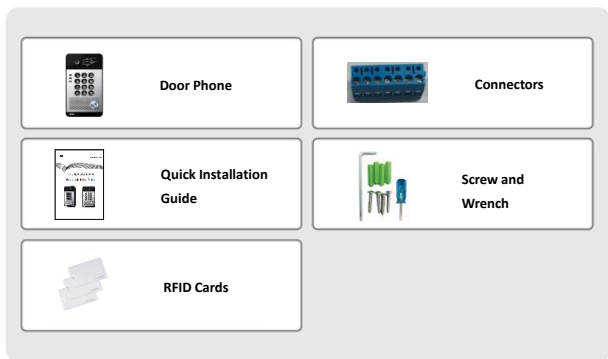 Door Phone
Connectors
Quick Installation
Guide
Screw and
Wrench
RFID Cards